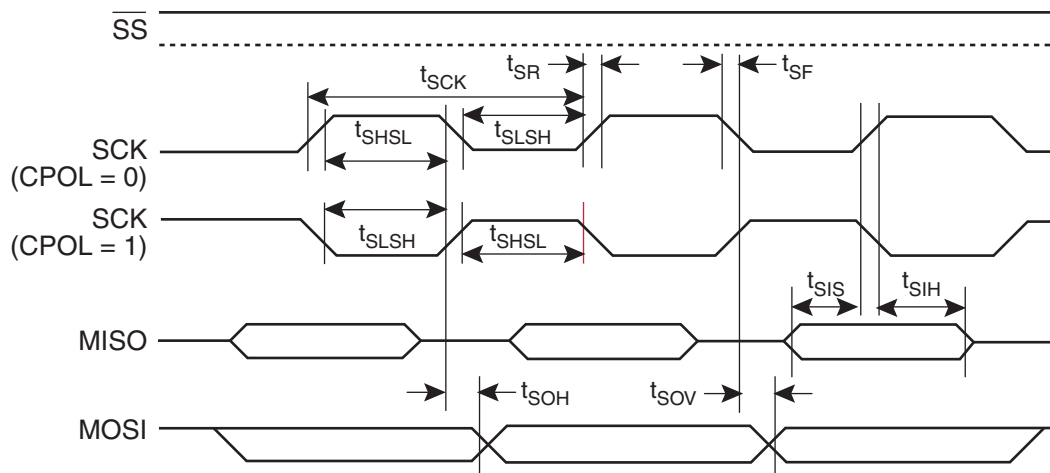 SS
tSCK
tSR
tSF
SCK
(CPOL = 0)
tSHSL
tSLSH
SCK
(CPOL = 1)
tSLSH
tSHSL
MISO
tSIS
tSIH
tSOH
tSOV
MOSI